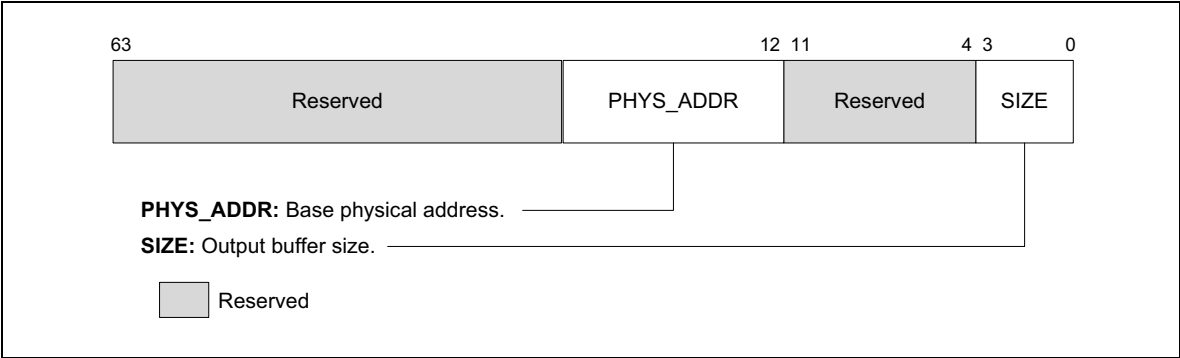 63 12 11 4 3 0
Reserved PHYS_ADDR Reserved SIZE
PHYS_ADDR: Base physical address.
SIZE: Output buffer size.
Reserved